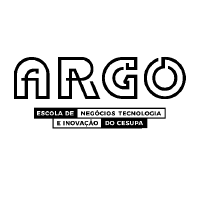 ARGO
ESCOLA DE NEGÓCIOS TECNOLOGIA
E INOVAÇÃO DO CESUPA